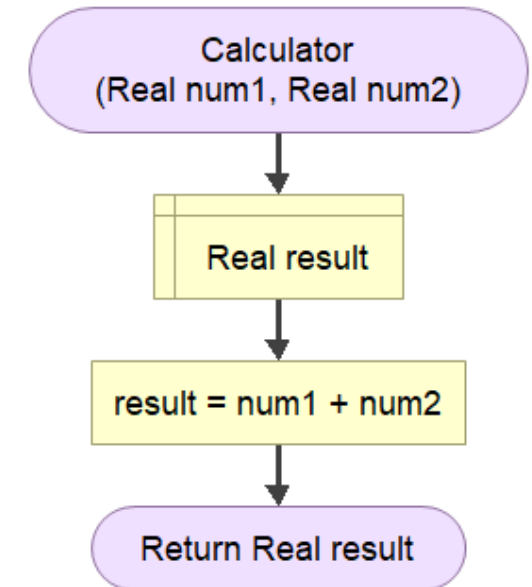 Calculator
(Real num1, Real num2)
Real result
result = num1 + num2
Return Real result